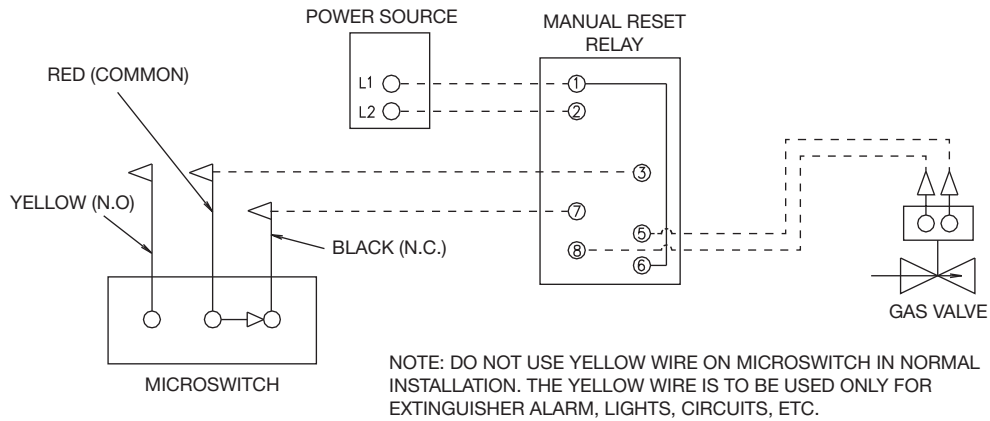 POWER SOURCE
MANUAL RESET
RELAY
RED (COMMON)
L1
L2
1
2
3
7
5
8
6
YELLOW (N.O)
BLACK (N.C.)
GAS VALVE
MICROSWITCH
NOTE: DO NOT USE YELLOW WIRE ON MICROSWITCH IN NORMAL
INSTALLATION. THE YELLOW WIRE IS TO BE USED ONLY FOR
EXTINGUISHER ALARM, LIGHTS, CIRCUITS, ETC.